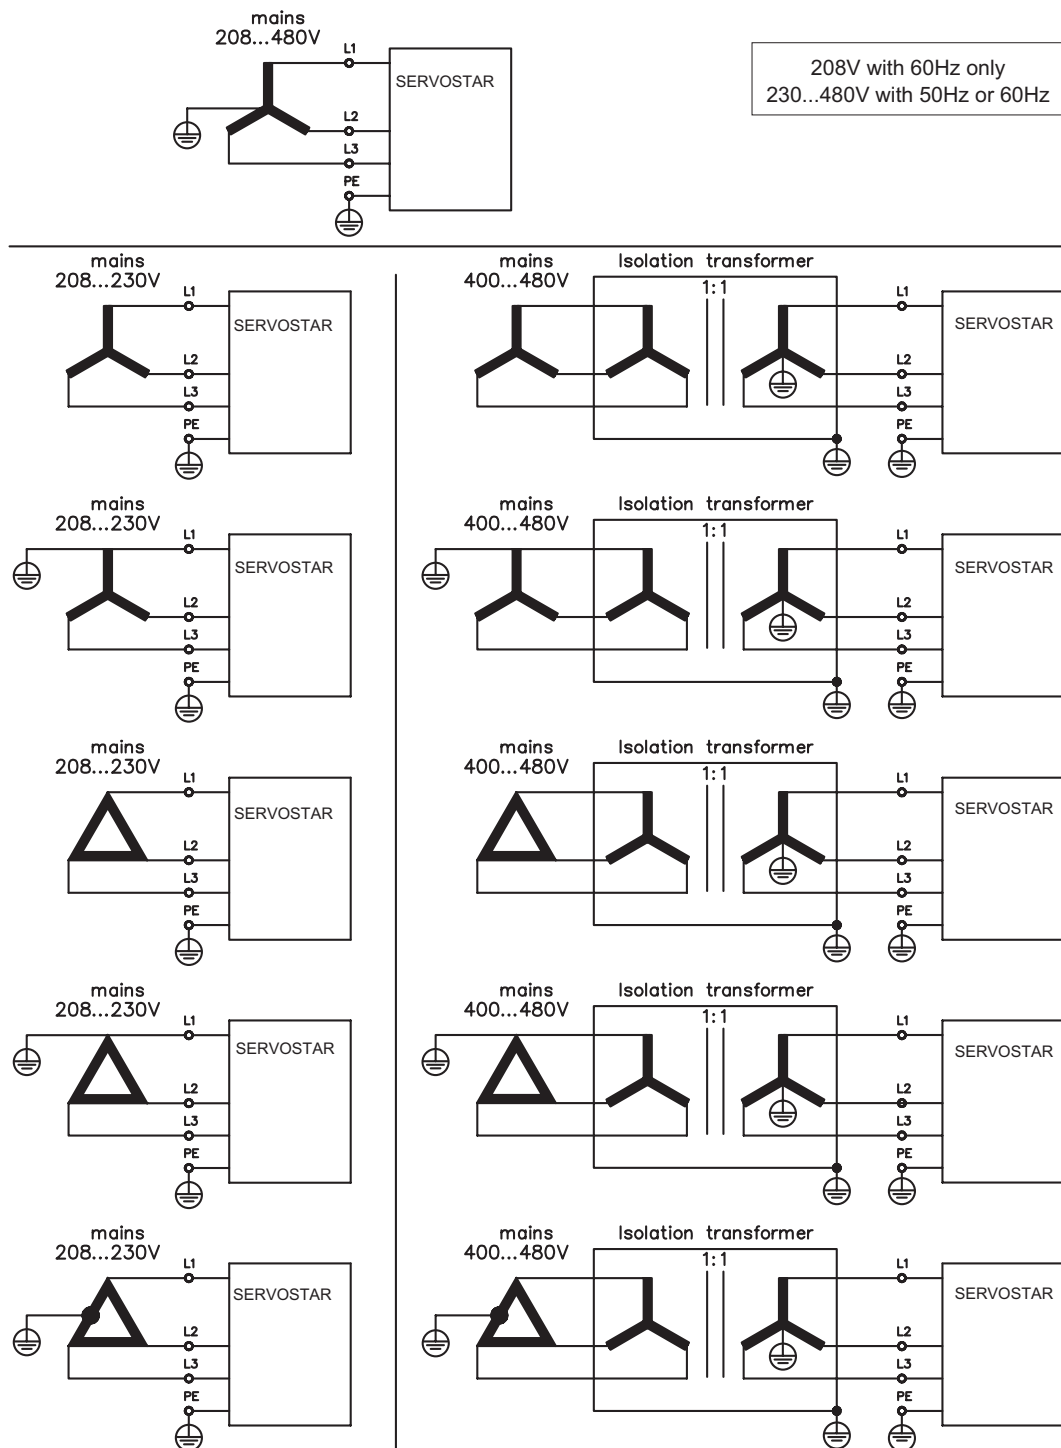 mains
208...480V
L1
SERVOSTAR
L2
L3
PE
208V with 60Hz only
230...480V with 50Hz or 60Hz
mains
208...230V
L1
SERVOSTAR
L2
L3
PE
mains
400...480V
Isolation transformer
1:1
L1
SERVOSTAR
L2
L3
PE
mains
208...230V
L1
SERVOSTAR
L2
L3
PE
mains
400...480V
Isolation transformer
1:1
L1
SERVOSTAR
L2
L3
PE
mains
208...230V
L1
SERVOSTAR
L2
L3
PE
mains
400...480V
Isolation transformer
1:1
L1
SERVOSTAR
L2
L3
PE
mains
208...230V
L1
SERVOSTAR
L2
L3
PE
mains
400...480V
Isolation transformer
1:1
L1
SERVOSTAR
L2
L3
PE
mains
208...230V
L1
SERVOSTAR
L2
L3
PE
mains
400...480V
Isolation transformer
1:1
L1
SERVOSTAR
L2
L3
PE